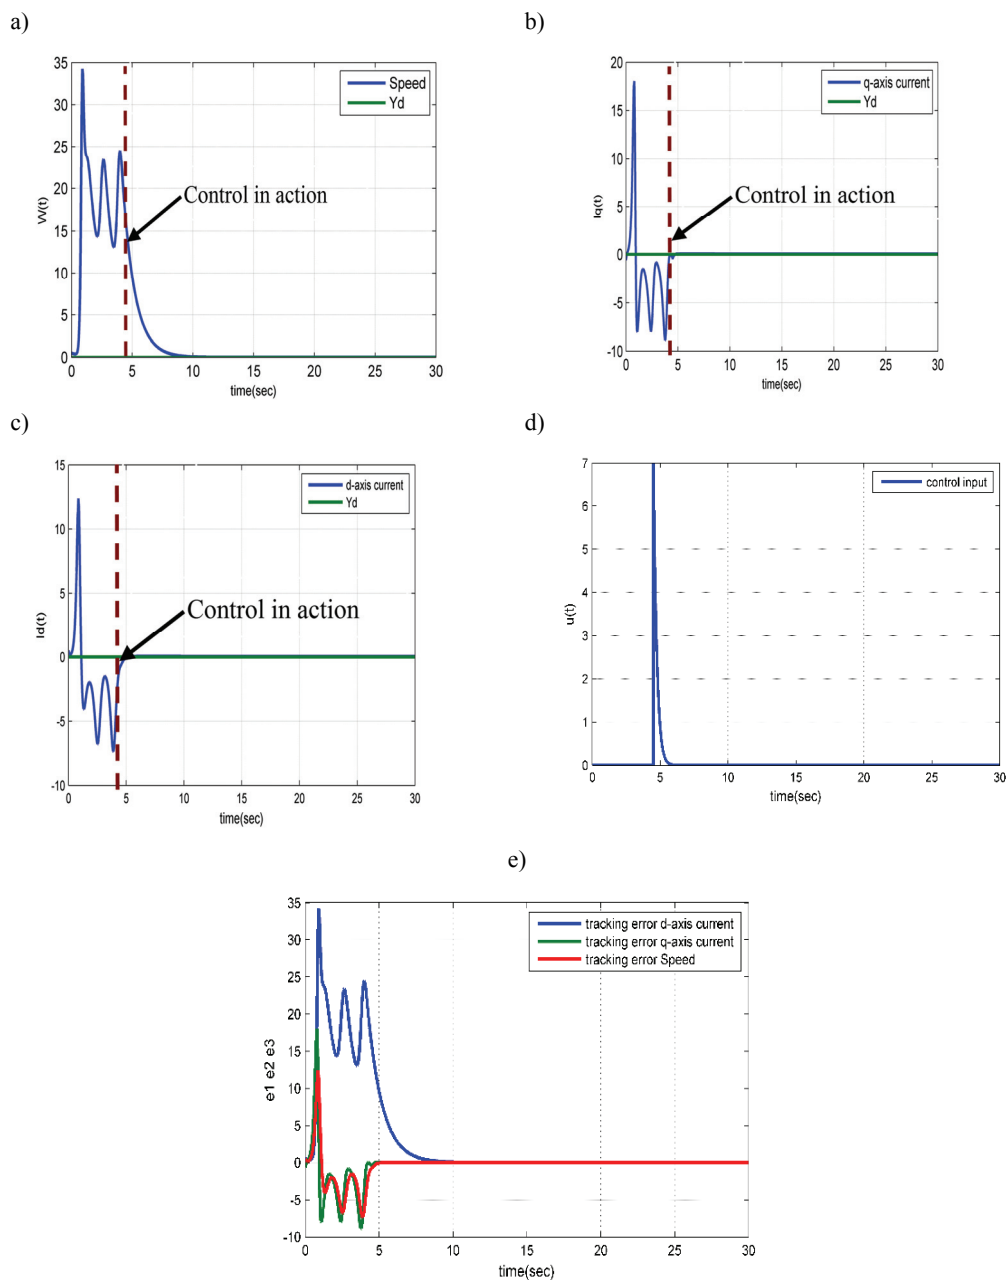 a)
35
30
25
20
15
10
5
0
W(t)
Speed
Yd
Control in action
0 5 10 15 20 25 30
time(sec)
b)
20
15
10
5
0
-5
-10
Iq(t)
q-axis current
Yd
Control in action
0 5 10 15 20 25 30
time(sec)
c)
15
10
5
0
-5
-10
Id(t)
d-axis current
Yd
Control in action
0 5 10 15 20 25 30
time(sec)
d)
7
6
5
4
3
2
1
0
u(t)
control input
0 5 10 15 20 25 30
time(sec)
e)
35
30
25
20
15
10
5
0
-5
-10
e1 e2 e3
tracking error d-axis current
tracking error q-axis current
tracking error Speed
0 5 10 15 20 25 30
time(sec)